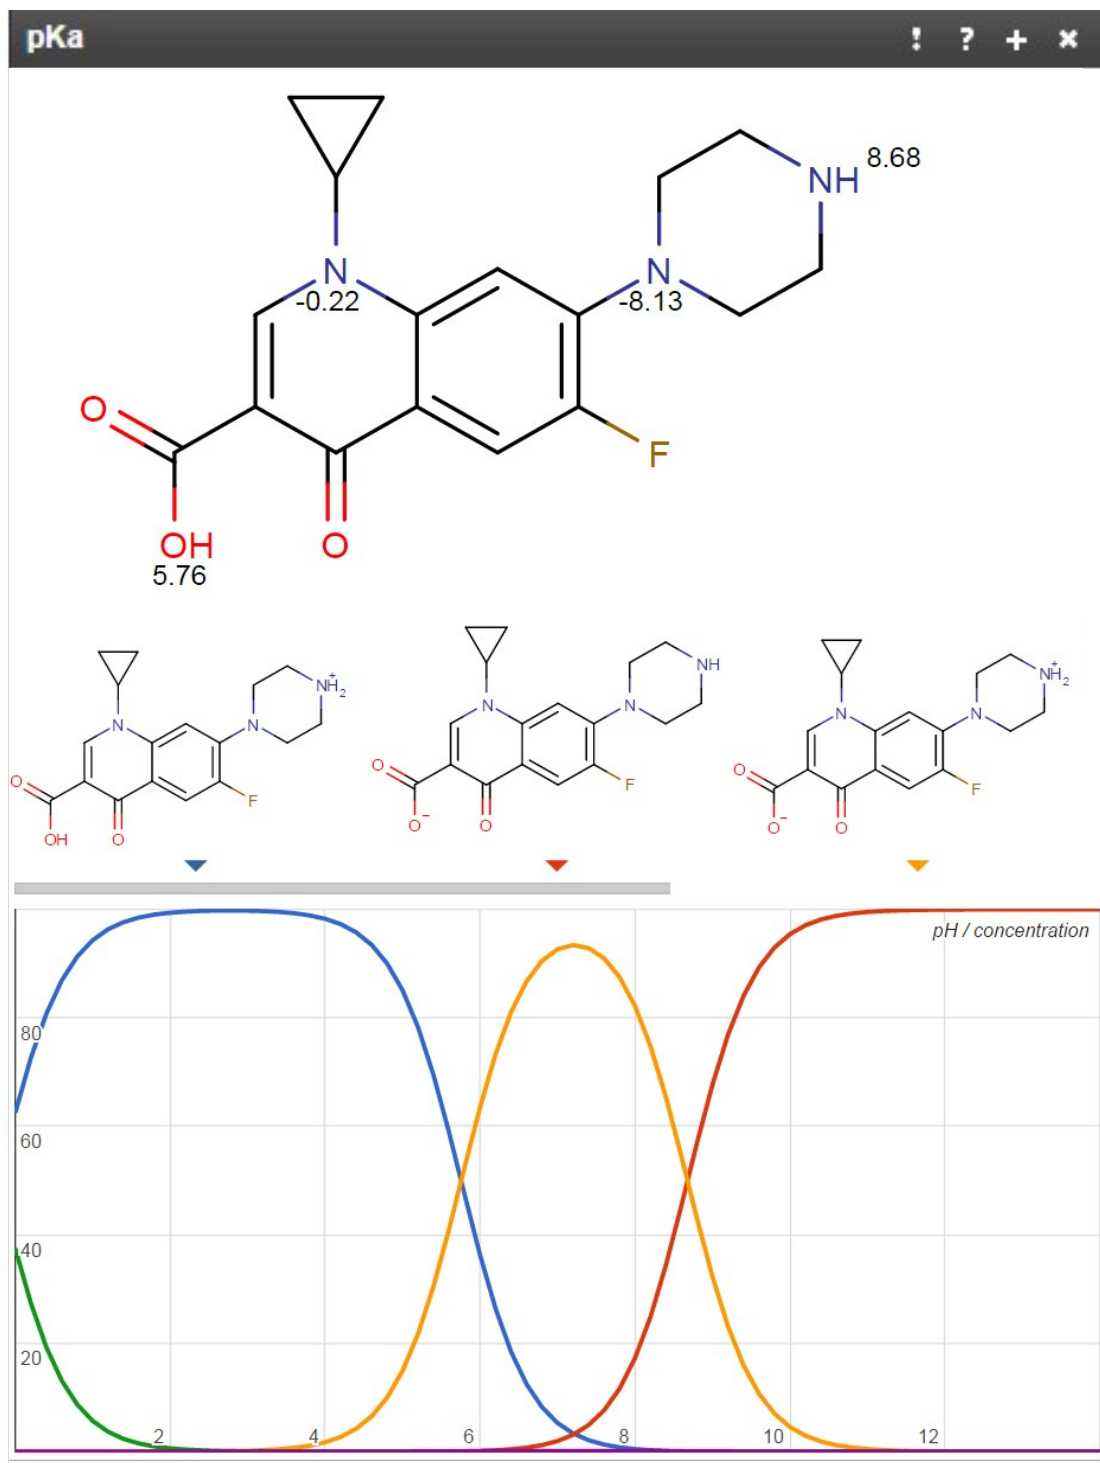 pKa ! ? + ×
NH 8.68
N N
-0.22 -8.13
O
F
OH O
5.76
N NH2+ N F O OH O
N NH N F O O- O
N NH2+ N F O O- O
pH / concentration
80
60
40
20
2 4 6 8 10 12